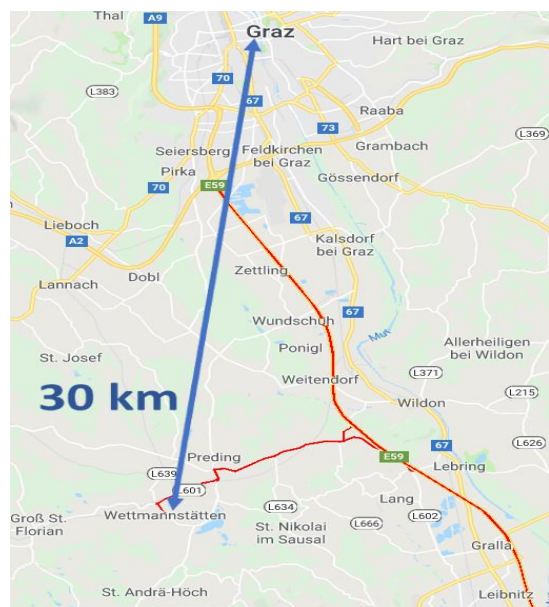 Thal
A9
Graz
Hart bei Graz
L383
70
67
Raaba
73
L369
Grambach
Seiersberg
Feldkirchen
bei Graz
Pirka
70
E59
Gössendorf
67
Lieboch
A2
Kalsdorf
bei Graz
Dobl
Zettling
Lannach
67
Wundschuh
Mur
Allerheiligen
bei Wildon
St. Josef
Ponigl
L371
Weitendorf
L215
30 km
Wildon
67
L626
Preding
E59
Lebring
L639
L601
Lang
Wettmannstätten
L634
L602
Groß St.
Florian
St. Nikolai
im Sausal
L666
Gralla
St. Andrä-Höch
Leibnitz